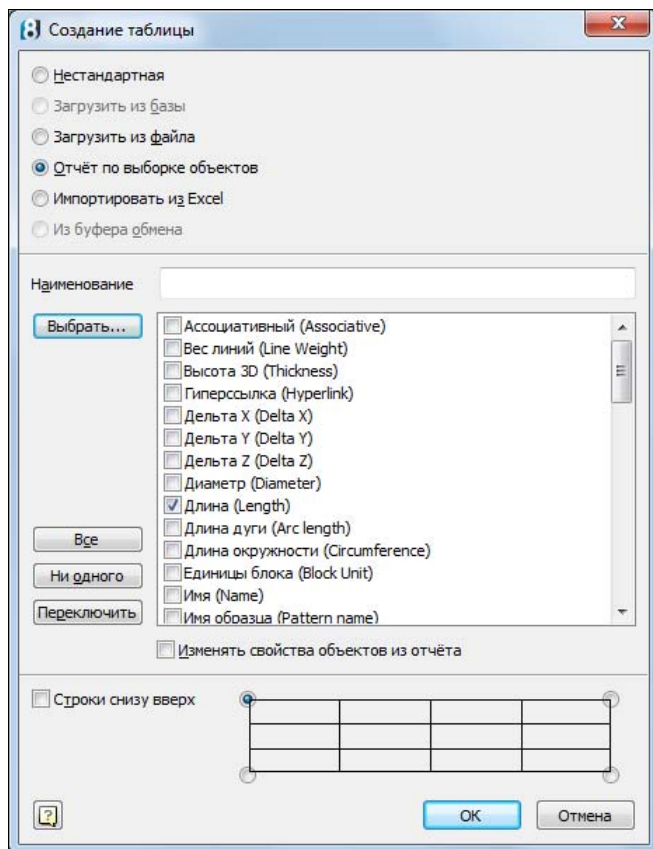 Создание таблицы
Нестандартная
Загрузить из базы
Загрузить из файла
Отчёт по выборке объектов
Импортировать из Excel
Из буфера обмена
Наименование
Выбрать...
Ассоциативный (Associative)
Вес линий (Line Weight)
Высота 3D (Thickness)
Гиперссылка (Hyperlink)
Дельта X (Delta X)
Дельта Y (Delta Y)
Дельта Z (Delta Z)
Диаметр (Diameter)
Длина (Length)
Длина дуги (Arc length)
Длина окружности (Circumference)
Единицы блока (Block Unit)
Имя (Name)
Имя образца (Pattern name)
Все
Ни одного
Переключить
Изменять свойства объектов из отчёта
Строки снизу вверх
?
OK
Отмена